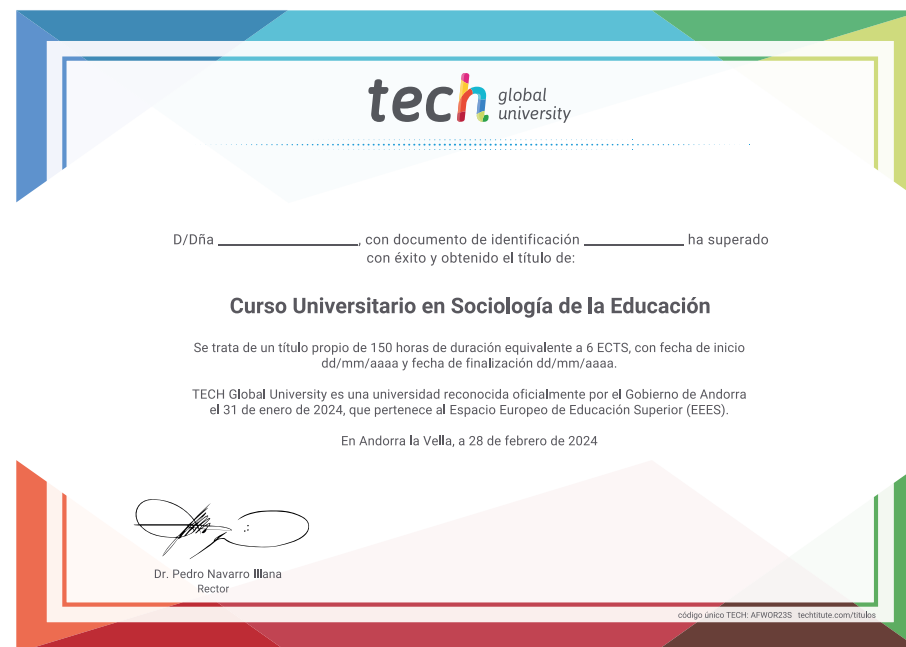 tech global university
D/Dña ____________________, con documento de identificación ______________ ha superado
con éxito y obtenido el título de:
Curso Universitario en Sociología de la Educación
Se trata de un título propio de 150 horas de duración equivalente a 6 ECTS, con fecha de inicio
dd/mm/aaaa y fecha de finalización dd/mm/aaaa.
TECH Global University es una universidad reconocida oficialmente por el Gobierno de Andorra
el 31 de enero de 2024, que pertenece al Espacio Europeo de Educación Superior (EEES).
En Andorra la Vella, a 28 de febrero de 2024
Dr. Pedro Navarro Illana
Rector
código único TECH: AFWOR23S techtitute.com/titulos